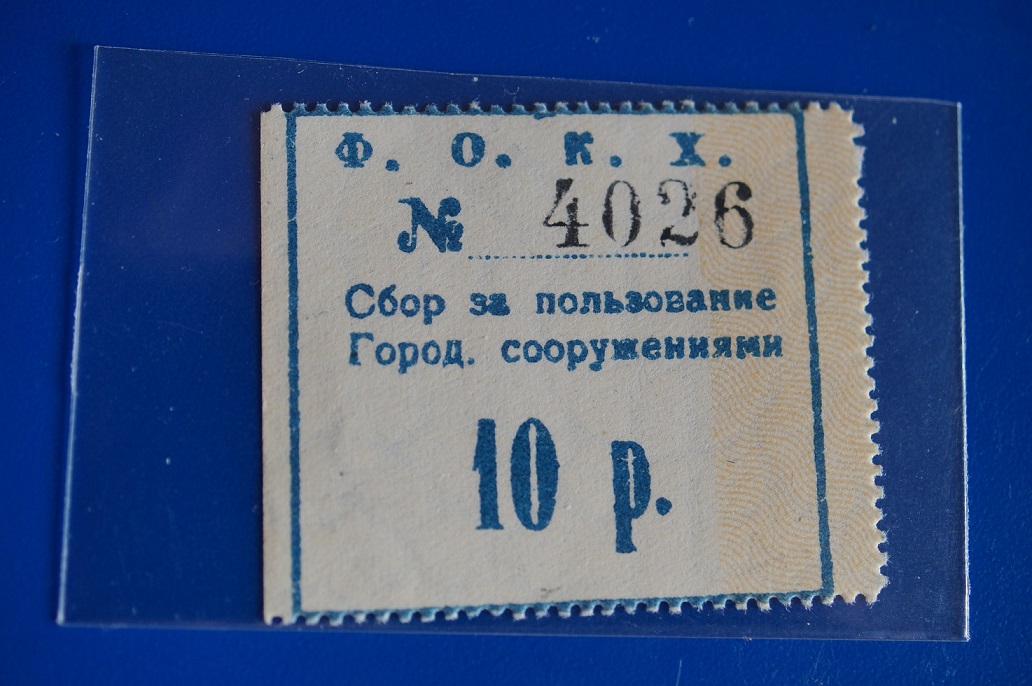 Ф. О. К. Х.
№ 4026
Сбор за пользование
Город. сооружениями
10 р.